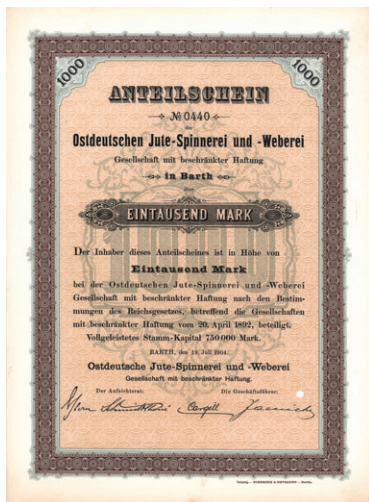 1000
1000
ANTEILSCHEIN
№ 0440
der
Ostdeutschen Jute-Spinnerei und -Weberei
Gesellschaft mit beschränkter Haftung
in Barth
über
EINTAUSEND MARK
Der Inhaber dieses Anteilscheines ist in Höhe von
Eintausend Mark
bei der Ostdeutschen Jute-Spinnerei und -Weberei
Gesellschaft mit beschränkter Haftung nach den Bestim-
mungen des Reichsgesetzes, betreffend die Gesellschaften
mit beschränkter Haftung vom 20. April 1892, beteiligt.
Vollgeleistetes Stamm-Kapital 750000 Mark.
BARTH, den 19. Juli 1904.
Ostdeutsche Jute-Spinnerei und -Weberei
Gesellschaft mit beschränkter Haftung.
Der Aufsichtsrat: Die Geschäftsführer: